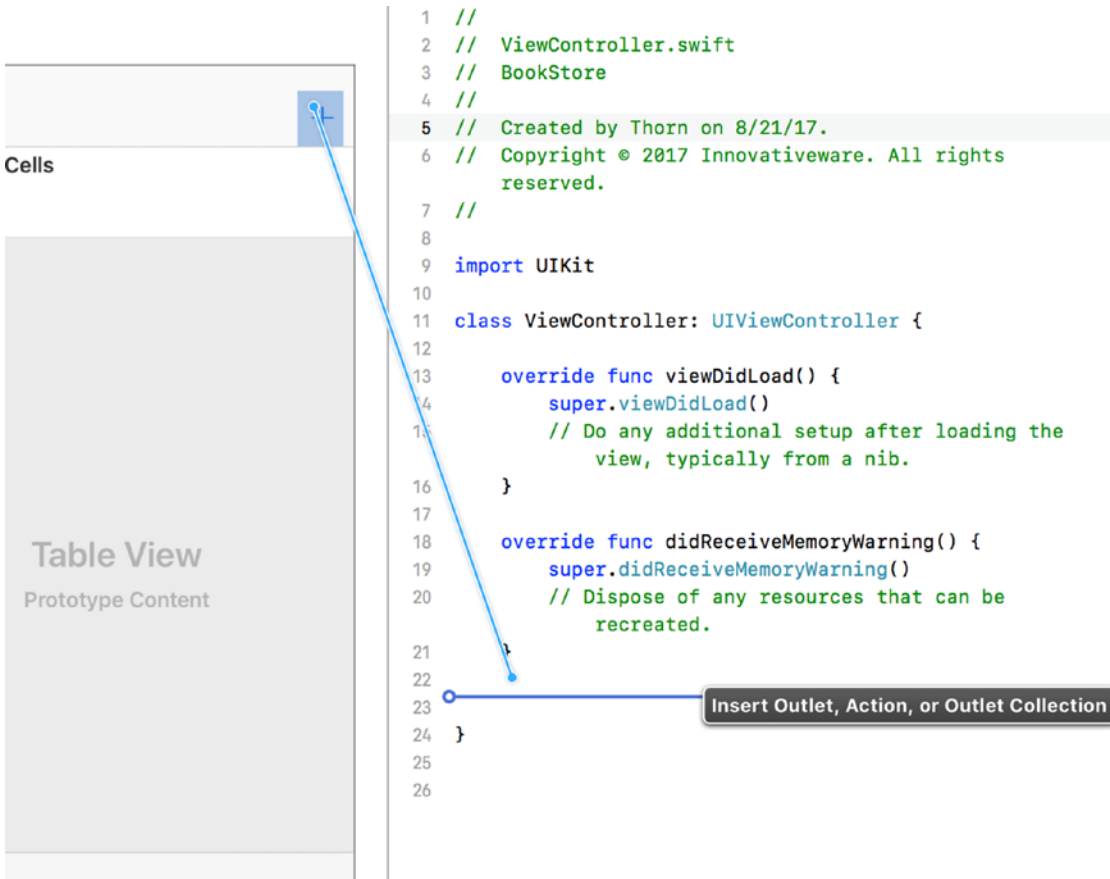 Cells
Table View
Prototype Content
1 //
2 // ViewController.swift
3 // BookStore
4 //
5 // Created by Thorn on 8/21/17.
6 // Copyright © 2017 Innovativeware. All rights
reserved.
7 //
8
9 import UIKit
10
11 class ViewController: UIViewController {
12
13 override func viewDidLoad() {
14 super.viewDidLoad()
15 // Do any additional setup after loading the
view, typically from a nib.
16 }
17
18 override func didReceiveMemoryWarning() {
19 super.didReceiveMemoryWarning()
20 // Dispose of any resources that can be
recreated.
21 }
22
23 Insert Outlet, Action, or Outlet Collection
24 }
25
26